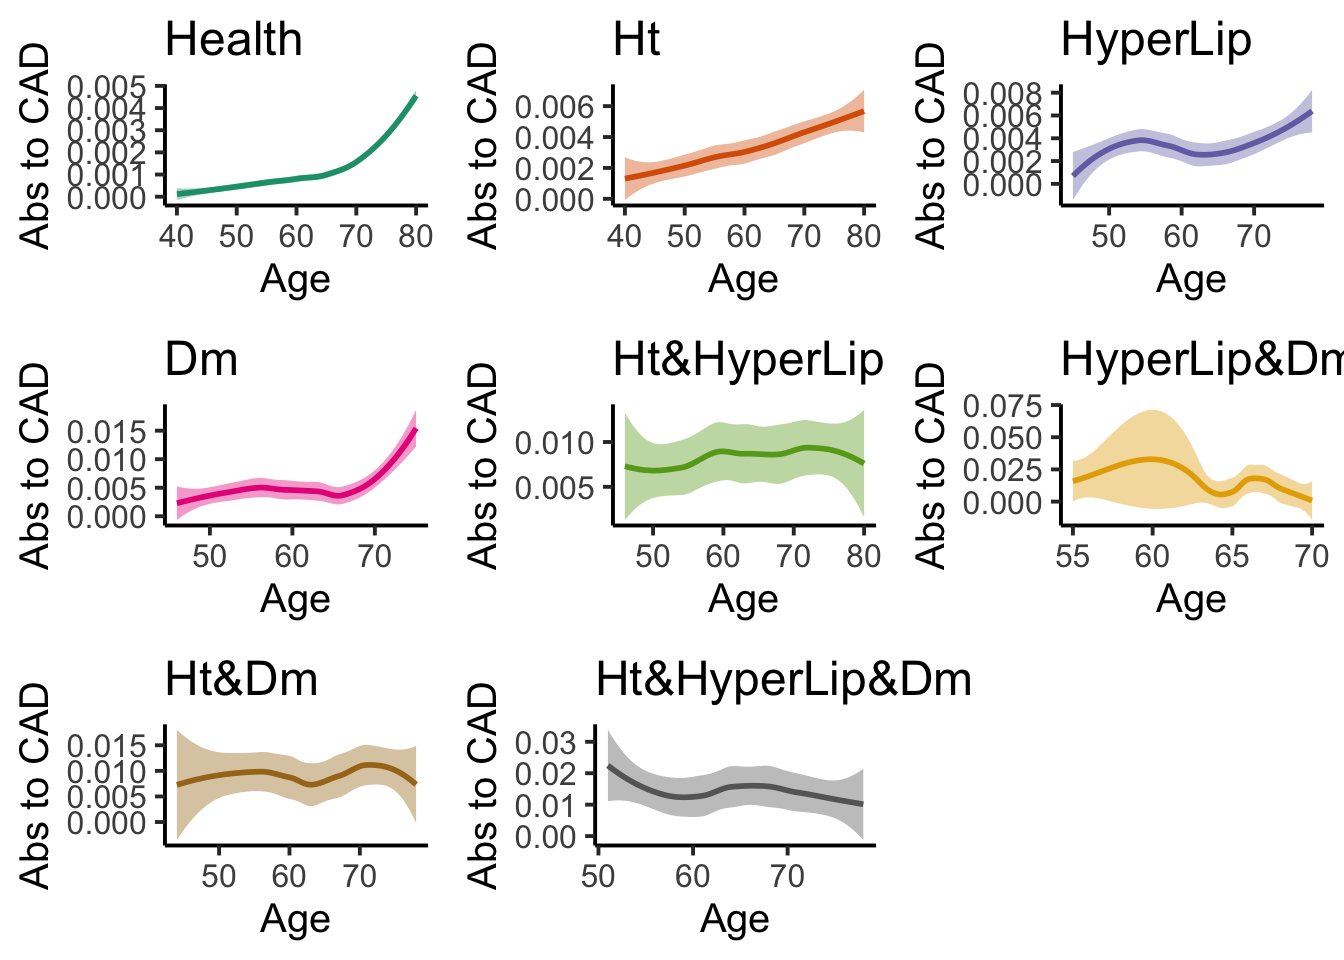 Health
Abs to CAD
0.005
0.004
0.003
0.002
0.001
0.000
40 50 60 70 80
Age
Ht
Abs to CAD
0.006
0.004
0.002
0.000
40 50 60 70 80
Age
HyperLip
Abs to CAD
0.008
0.006
0.004
0.002
0.000
50 60 70
Age
Dm
Abs to CAD
0.015
0.010
0.005
0.000
50 60 70
Age
Ht&HyperLip
Abs to CAD
0.010
0.005
50 60 70 80
Age
HyperLip&Dm
Abs to CAD
0.075
0.050
0.025
0.000
55 60 65 70
Age
Ht&Dm
Abs to CAD
0.015
0.010
0.005
0.000
50 60 70
Age
Ht&HyperLip&Dm
Abs to CAD
0.03
0.02
0.01
0.00
50 60 70
Age